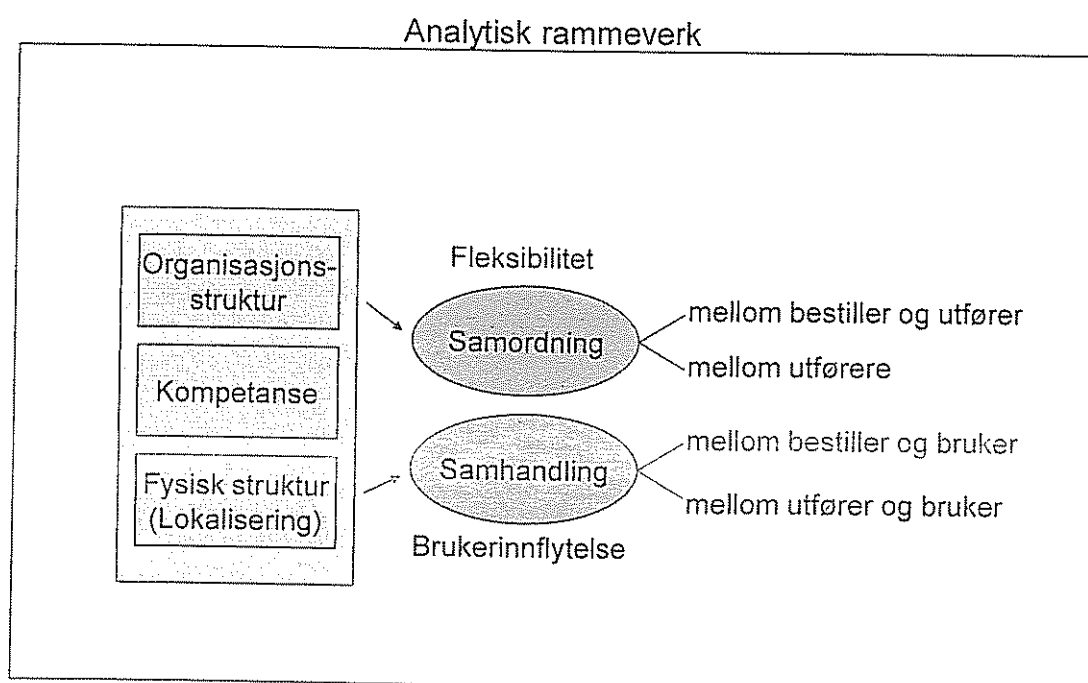 Analytisk rammeverk
Organisasjons-
struktur
Kompetanse
Fysisk struktur
(Lokalisering)
Fleksibilitet
Samordning
mellom bestiller og utfører
mellom utførere
Samhandling
mellom bestiller og bruker
mellom utfører og bruker
Brukerinnflytelse